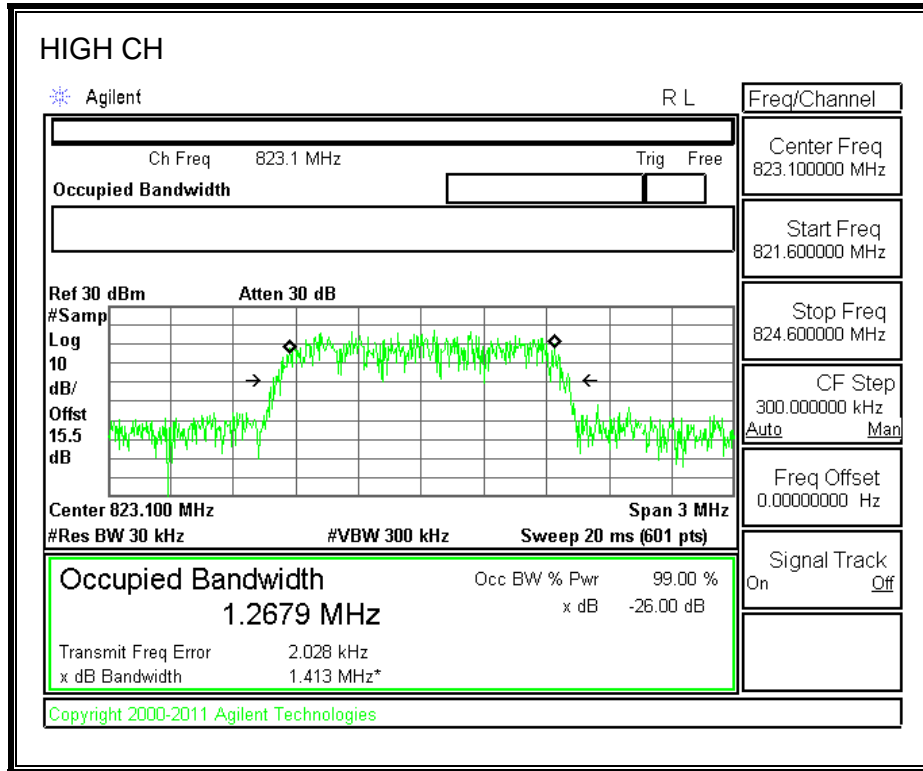 HIGH CH
Agilent R L
Ch Freq 823.1 MHz Trig Free
Occupied Bandwidth
Ref 30 dBm Atten 30 dB
#Samp
Log
10
dB/
Offst
15.5
dB
Center 823.100 MHz Span 3 MHz
#Res BW 30 kHz #VBW 300 kHz Sweep 20 ms (601 pts)
Occupied Bandwidth Occ BW % Pwr 99.00 %
1.2679 MHz x dB -26.00 dB
Transmit Freq Error 2.028 kHz
x dB Bandwidth 1.413 MHz*
Copyright 2000-2011 Agilent Technologies
Freq/Channel
Center Freq
823.100000 MHz
Start Freq
821.600000 MHz
Stop Freq
824.600000 MHz
CF Step
300.000000 kHz
Auto Man
Freq Offset
0.00000000 Hz
Signal Track
On Off